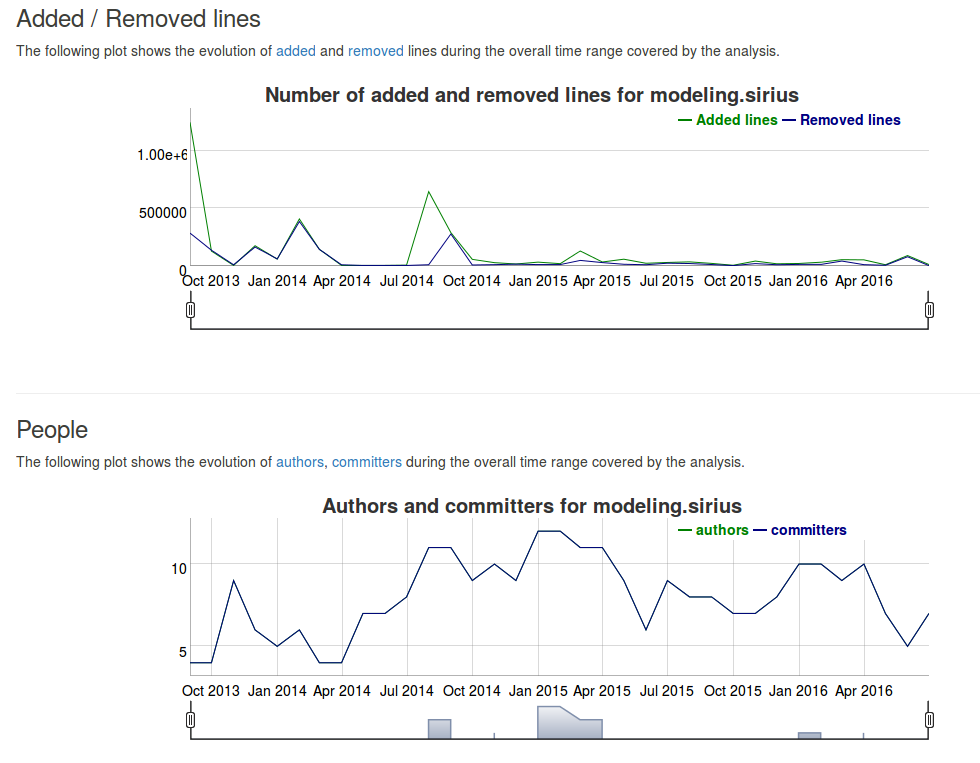 Added / Removed lines
The following plot shows the evolution of added and removed lines during the overall time range covered by the analysis.
Number of added and removed lines for modeling.sirius
Added lines Removed lines
1.00e+6
500000
0
Oct 2013 Jan 2014 Apr 2014 Jul 2014 Oct 2014 Jan 2015 Apr 2015 Jul 2015 Oct 2015 Jan 2016 Apr 2016
People
The following plot shows the evolution of authors, committers during the overall time range covered by the analysis.
Authors and committers for modeling.sirius
authors committers
10
5
Oct 2013 Jan 2014 Apr 2014 Jul 2014 Oct 2014 Jan 2015 Apr 2015 Jul 2015 Oct 2015 Jan 2016 Apr 2016